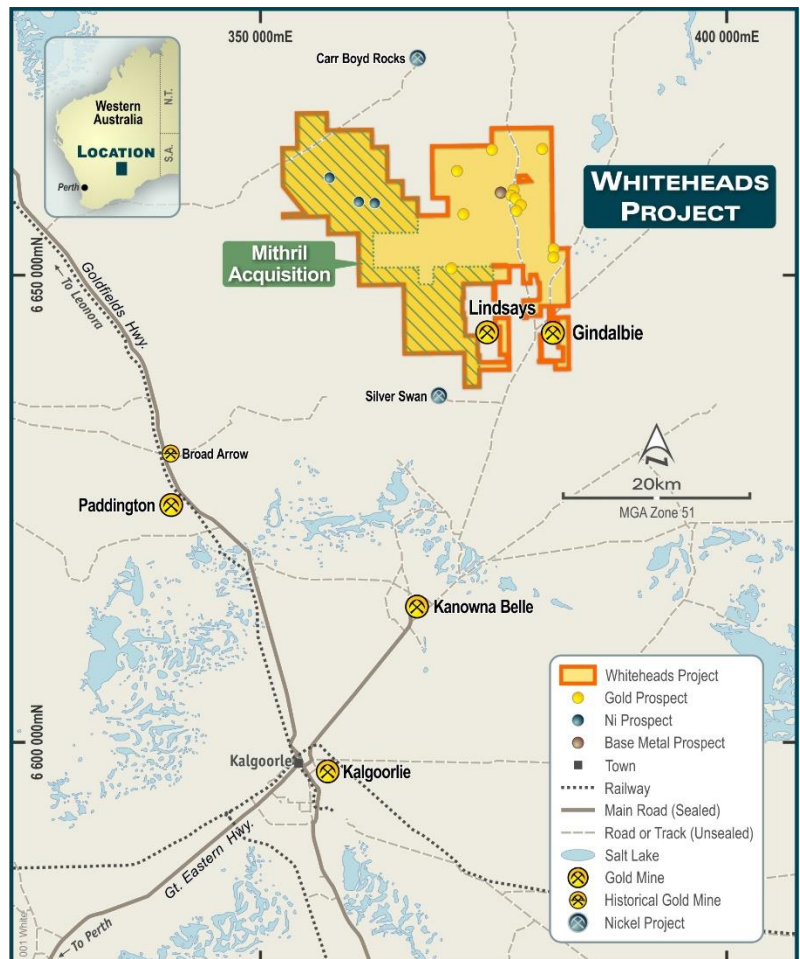 350 000mE
400 000mE
Carr Boyd Rocks
Western
Australia
N.T.
S.A.
LOCATION
Perth
WHITEHEADS
PROJECT
Mithril
Acquisition
6 650 000mN
Goldfields Hwy.
To Leonora
Lindsays
Gindalbie
Silver Swan
Broad Arrow
Paddington
20km
MGA Zone 51
Kanowna Belle
6 600 000mN
Kalgoorle
Kalgoorlie
Gt. Eastern Hwy.
To Perth
001 White
Whiteheads Project
Gold Prospect
Ni Prospect
Base Metal Prospect
Town
Railway
Main Road (Sealed)
Road or Track (Unsealed)
Salt Lake
Gold Mine
Historical Gold Mine
Nickel Project